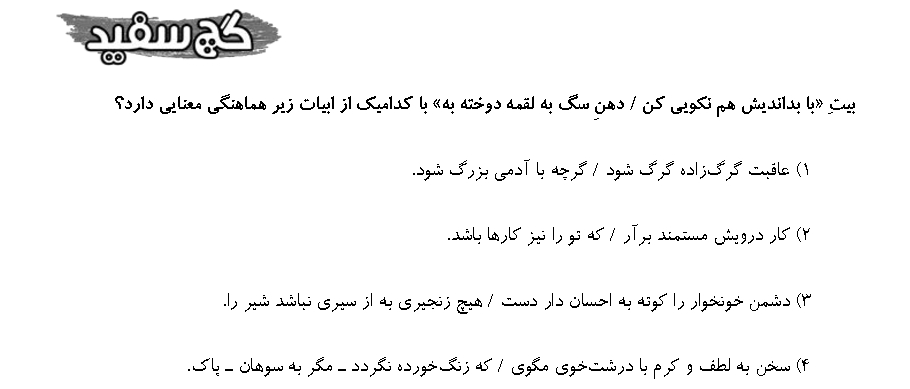 گچ سفید
بیتِ «با بداندیش هم نکویی کن / دهنِ سگ به لقمه دوخته به» با کدامیک از ابیات زیر هماهنگی معنایی دارد؟
۱) عاقبت گرگ‌زاده گرگ شود / گرچه با آدمی بزرگ شود.
۲) کار درویش مستمند برآر / که تو را نیز کارها باشد.
۳) دشمن خونخوار را کوته به احسان دار دست / هیچ زنجیری به از سیری نباشد شیر را.
۴) سخن به لطف و کرم با درشت‌خوی مگوی / که زنگ‌خورده نگردد ـ مگر به سوهان ـ پاک.